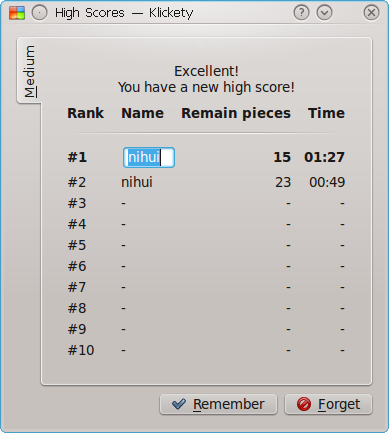 High Scores — Klickety
Medium
Excellent!
You have a new high score!
Rank Name Remain pieces Time
#1 nihui 15 01:27
#2 nihui 23 00:49
#3 - - -
#4 - - -
#5 - - -
#6 - - -
#7 - - -
#8 - - -
#9 - - -
#10 - - -
Remember Forget